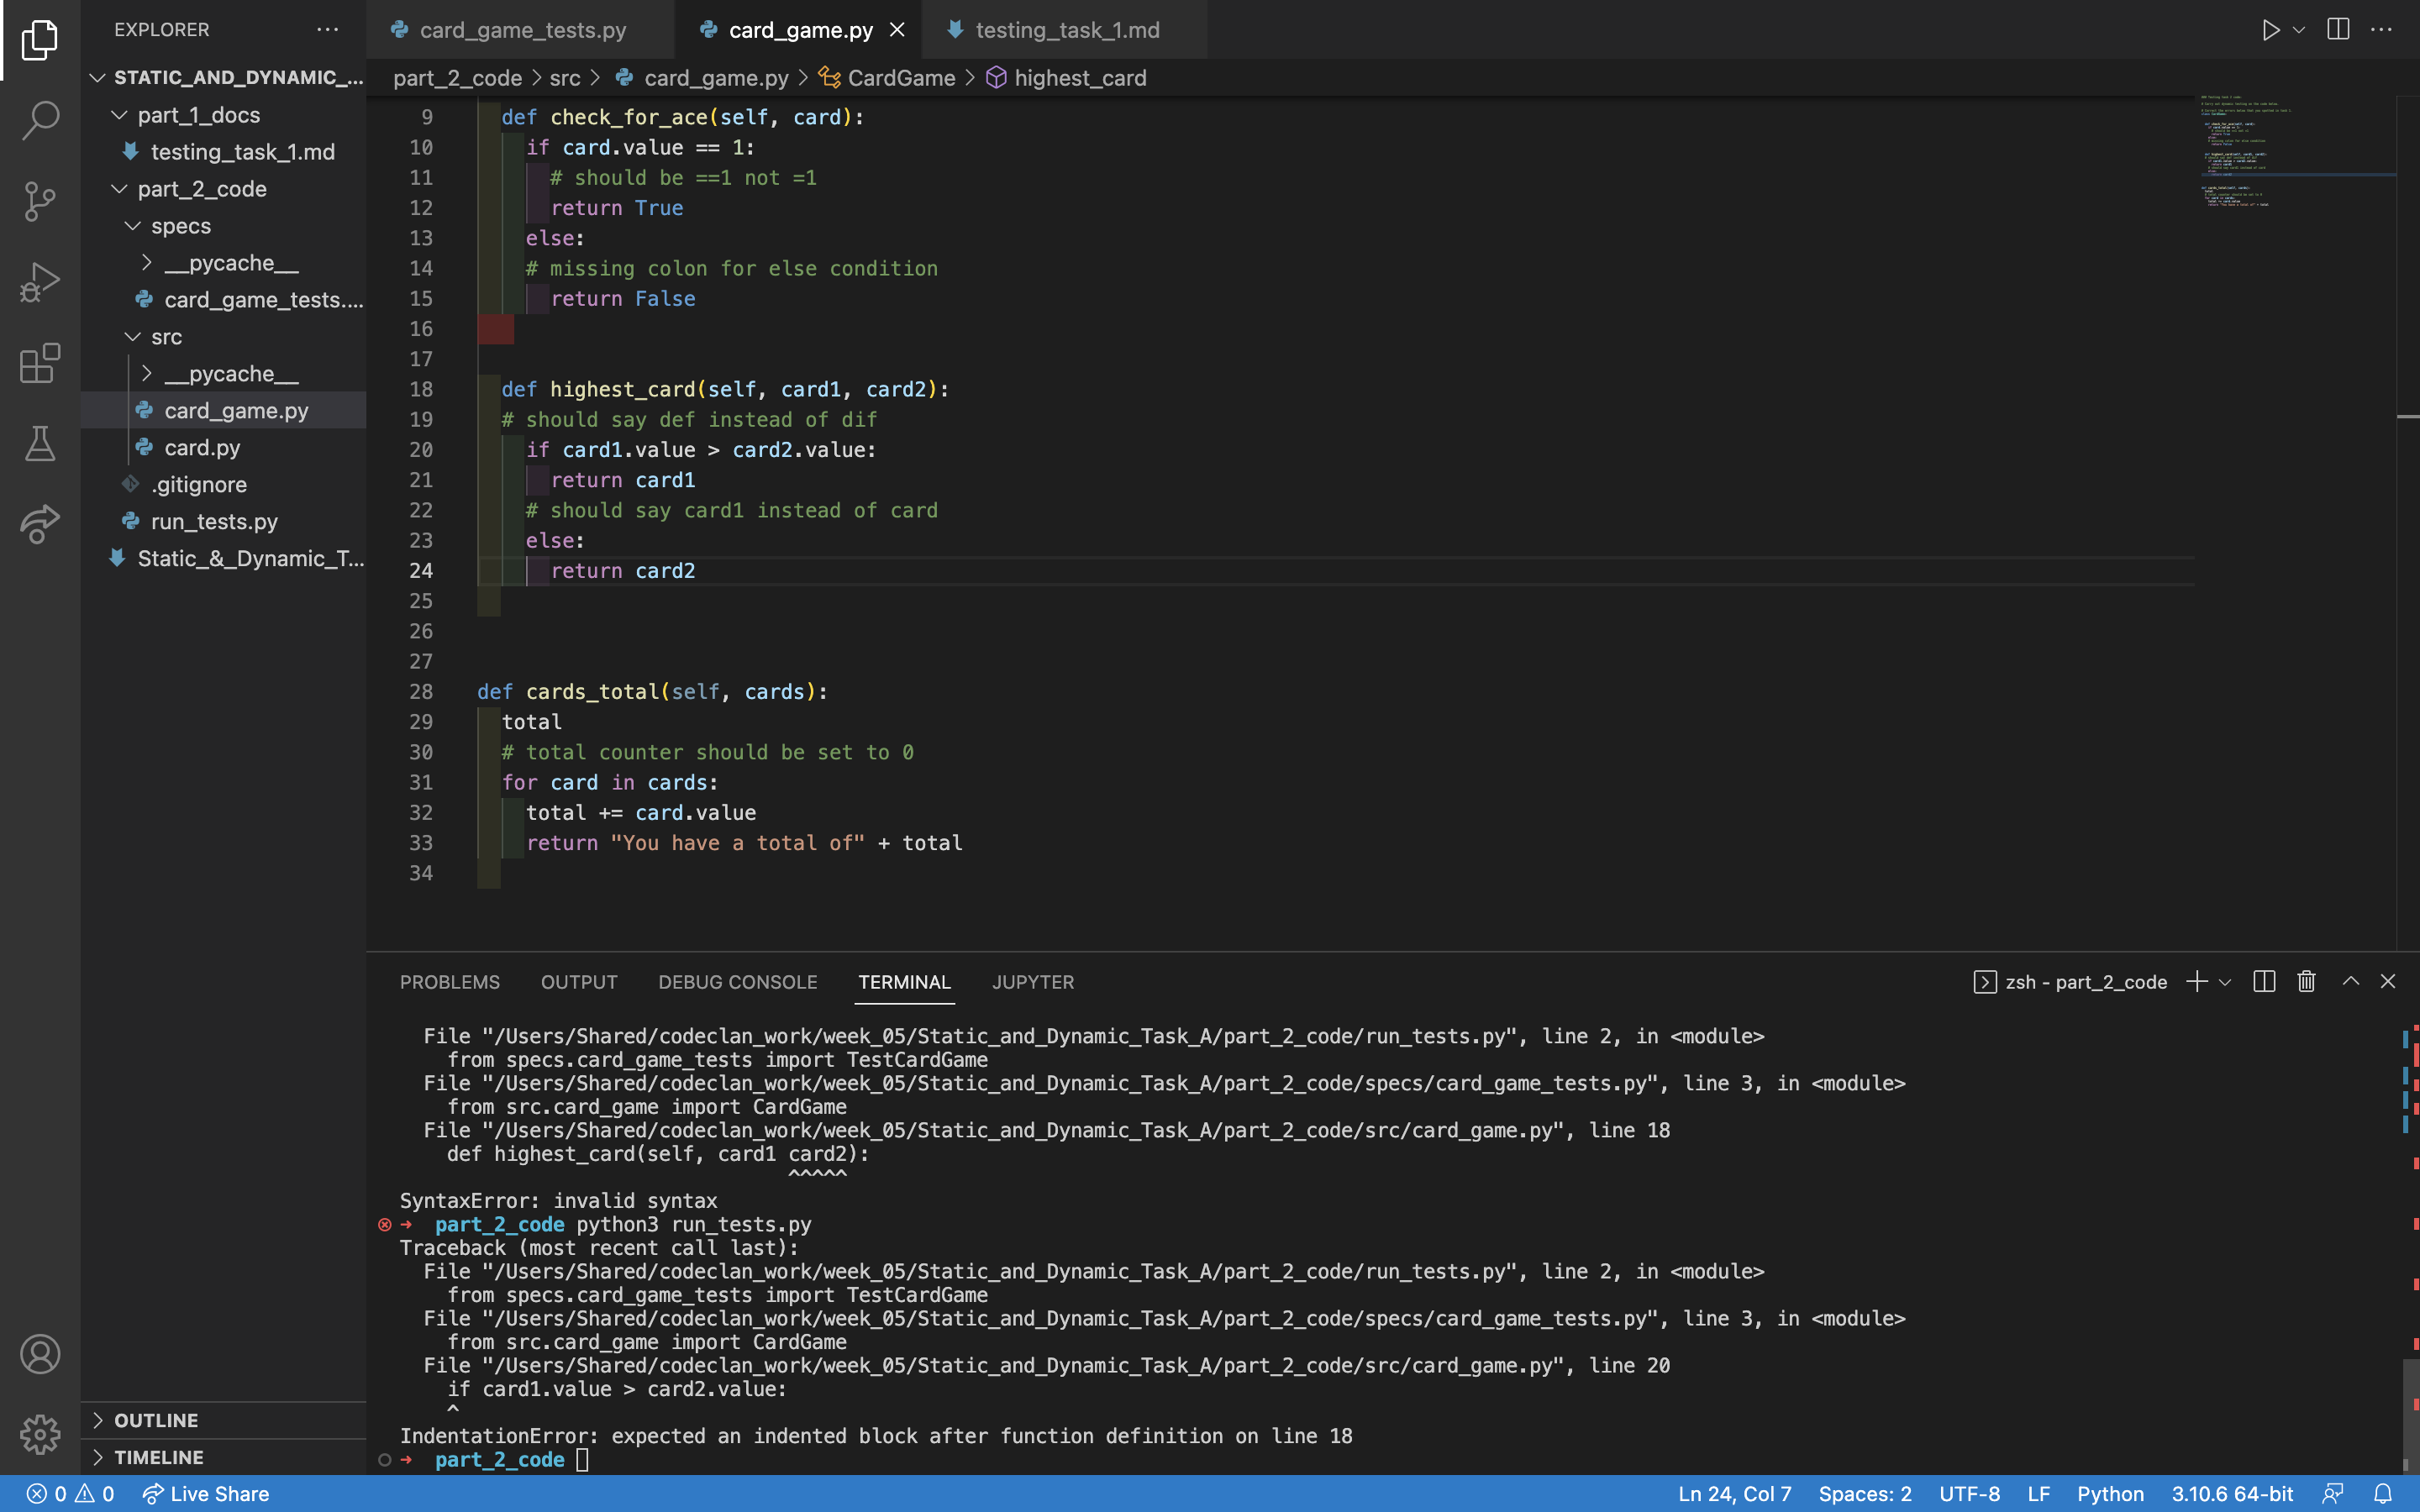 EXPLORER
STATIC_AND_DYNAMIC_...
part_1_docs
testing_task_1.md
part_2_code
specs
__pycache__
card_game_tests....
src
__pycache__
card_game.py
card.py
.gitignore
run_tests.py
Static_&_Dynamic_T...
OUTLINE
TIMELINE
card_game_tests.py
card_game.py
testing_task_1.md
part_2_code > src > card_game.py > CardGame > highest_card
9 def check_for_ace(self, card):
10 if card.value == 1:
11 # should be ==1 not =1
12 return True
13 else:
14 # missing colon for else condition
15 return False
16
17
18 def highest_card(self, card1, card2):
19 # should say def instead of dif
20 if card1.value > card2.value:
21 return card1
22 # should say card1 instead of card
23 else:
24 return card2
25
26
27
28 def cards_total(self, cards):
29 total
30 # total counter should be set to 0
31 for card in cards:
32 total += card.value
33 return "You have a total of" + total
34
PROBLEMS OUTPUT DEBUG CONSOLE TERMINAL JUPYTER
zsh - part_2_code
File "/Users/Shared/codeclan_work/week_05/Static_and_Dynamic_Task_A/part_2_code/run_tests.py", line 2, in <module>
from specs.card_game_tests import TestCardGame
File "/Users/Shared/codeclan_work/week_05/Static_and_Dynamic_Task_A/part_2_code/specs/card_game_tests.py", line 3, in <module>
from src.card_game import CardGame
File "/Users/Shared/codeclan_work/week_05/Static_and_Dynamic_Task_A/part_2_code/src/card_game.py", line 18
def highest_card(self, card1 card2):
^^^^^
SyntaxError: invalid syntax
➜ part_2_code python3 run_tests.py
Traceback (most recent call last):
File "/Users/Shared/codeclan_work/week_05/Static_and_Dynamic_Task_A/part_2_code/run_tests.py", line 2, in <module>
from specs.card_game_tests import TestCardGame
File "/Users/Shared/codeclan_work/week_05/Static_and_Dynamic_Task_A/part_2_code/specs/card_game_tests.py", line 3, in <module>
from src.card_game import CardGame
File "/Users/Shared/codeclan_work/week_05/Static_and_Dynamic_Task_A/part_2_code/src/card_game.py", line 20
if card1.value > card2.value:
^
IndentationError: expected an indented block after function definition on line 18
➜ part_2_code
0 0 Live Share
Ln 24, Col 7 Spaces: 2 UTF-8 LF Python 3.10.6 64-bit